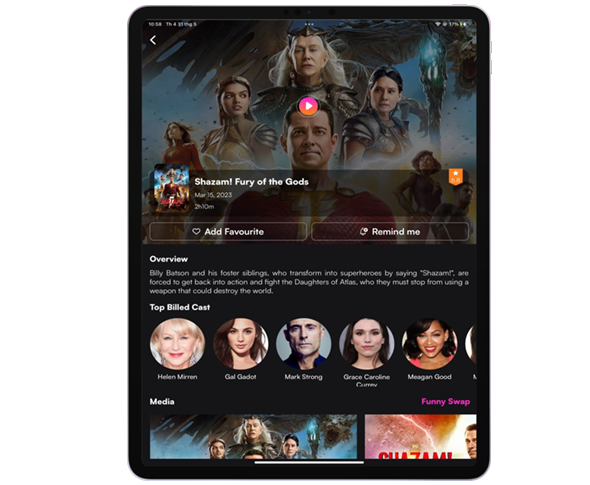 10:58 Th 4 31 thg 5
17%
Shazam! Fury of the Gods
Mar 15, 2023
2h10m
Add Favourite
Remind me
Overview
Billy Batson and his foster siblings, who transform into superheroes by saying "Shazam!", are
forced to get back into action and fight the Daughters of Atlas, who they must stop from using a
weapon that could destroy the world.
Top Billed Cast
Helen Mirren
Gal Gadot
Mark Strong
Grace Caroline
Currey
Meagan Good
Media
Funny Swap
SHAZAM!